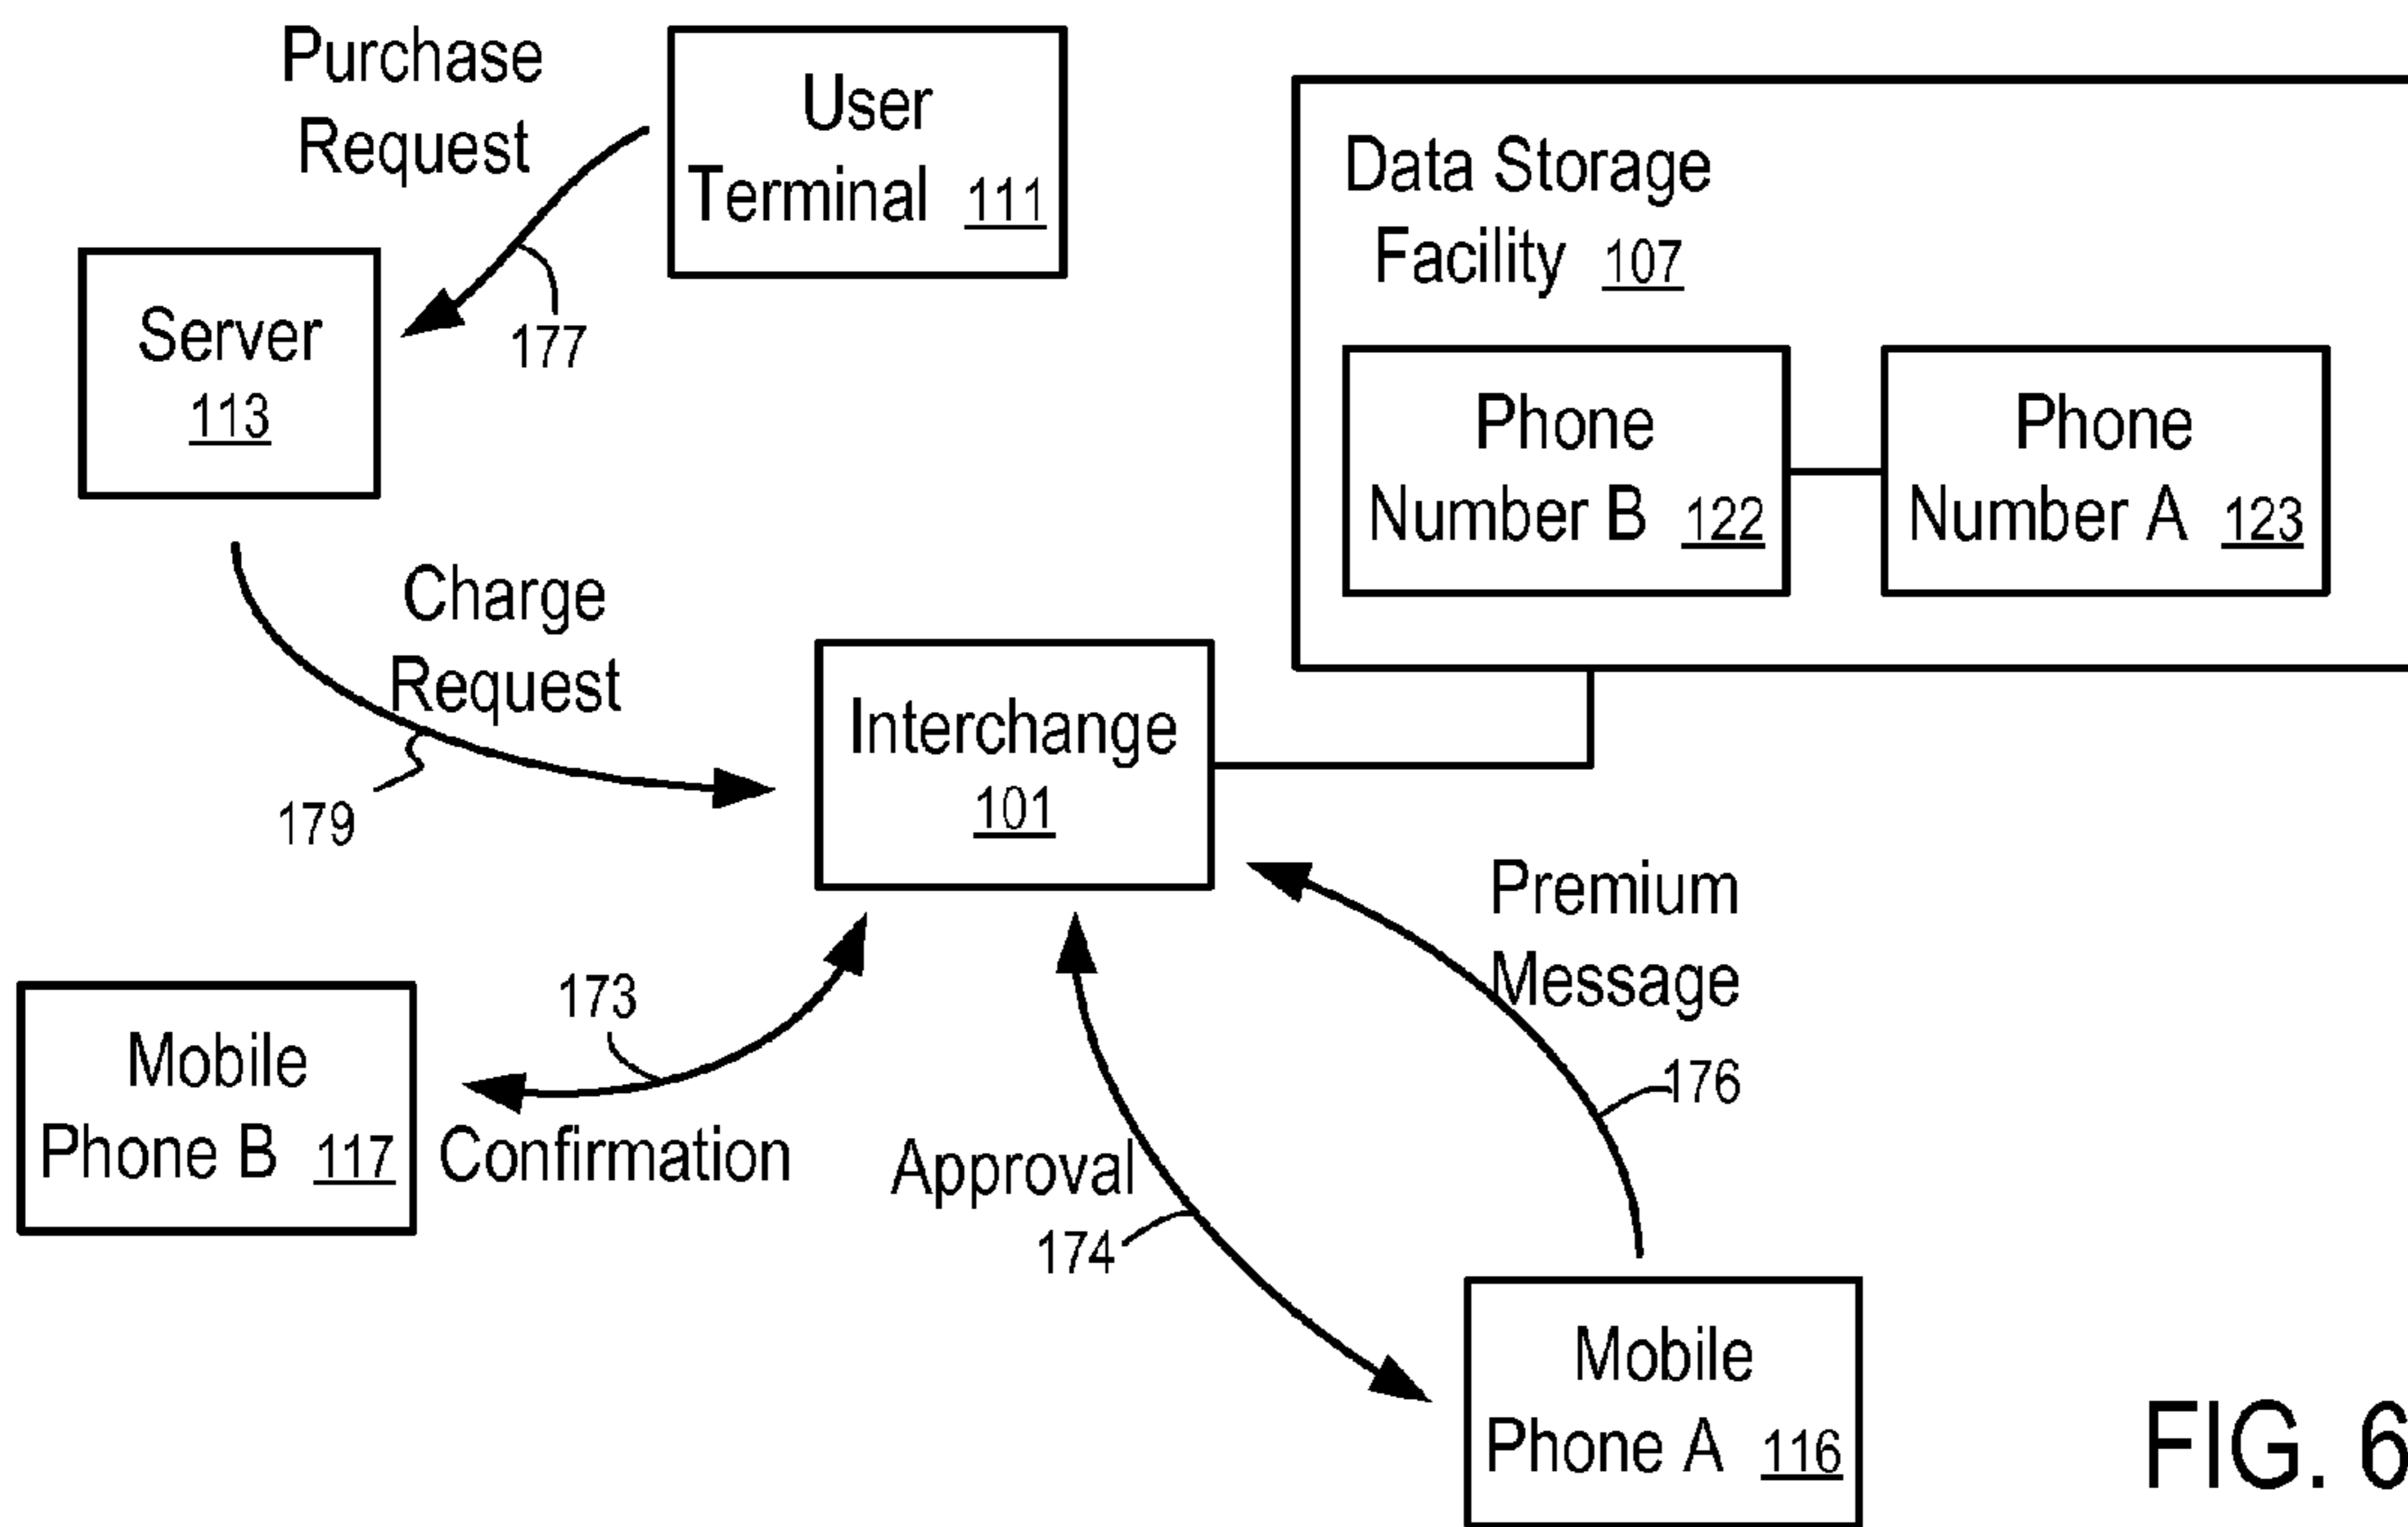 Purchase
Request
User
Terminal 111
177
Server
113
Data Storage
Facility 107
Phone
Number B 122
Phone
Number A 123
Charge
Request
179
Interchange
101
Premium
Message
176
173
Mobile
Phone B 117
Confirmation
Approval
174
Mobile
Phone A 116
FIG. 6